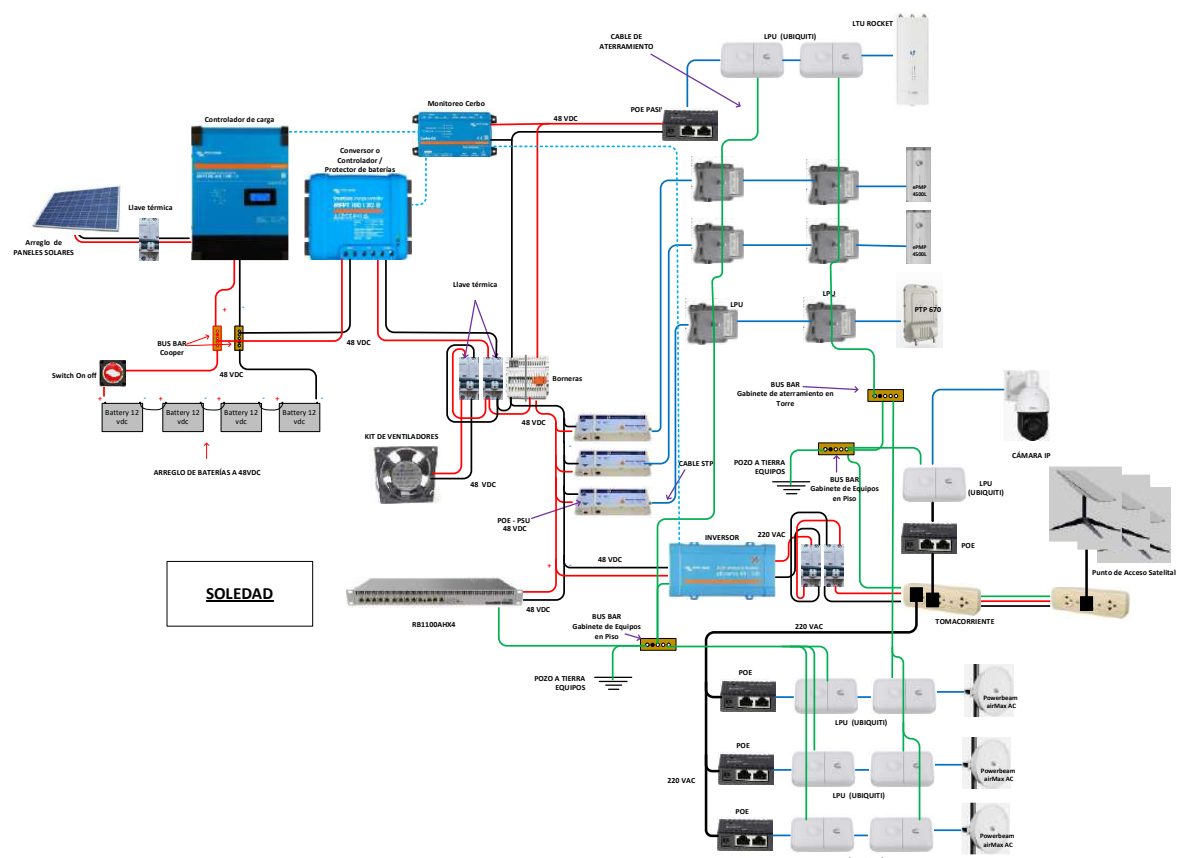 LTU ROCKET
LPU (UBIQUITI)
CABLE DE
ATERRAMIENTO
POE PASI'
Monitoreo Cerbo
48 VDC
Controlador de carga
Conversor o
Controlador /
Protector de baterías
Llave térmica
Arreglo de
PANELES SOLARES
ePMP
4500L
ePMP
4500L
PTP 670
LPU
LPU
Llave térmica
+
-
BUS BAR
Cooper
48 VDC
Switch On off
48 VDC
Borneras
+
-
+
-
+
-
+
-
Battery 12
vdc
Battery 12
vdc
Battery 12
vdc
Battery 12
vdc
ARREGLO DE BATERÍAS A 48VDC
KIT DE VENTILADORES
48 VDC
48 VDC
CABLE STP
POE - PSU
48 VDC
BUS BAR
Gabinete de aterramiento en
Torre
CÁMARA IP
POZO A TIERRA
EQUIPOS
BUS BAR
Gabinete de Equipos
en Piso
LPU
(UBIQUITI)
POE
Punto de Acceso Satelital
INVERSOR
220 VAC
48 VDC
+
-
SOLEDAD
RB1100AHX4
48 VDC
TOMACORRIENTE
BUS BAR
Gabinete de Equipos
en Piso
220 VAC
POZO A TIERRA
EQUIPOS
POE
Powerbeam
airMax AC
LPU (UBIQUITI)
POE
Powerbeam
airMax AC
220 VAC
LPU (UBIQUITI)
POE
Powerbeam
airMax AC